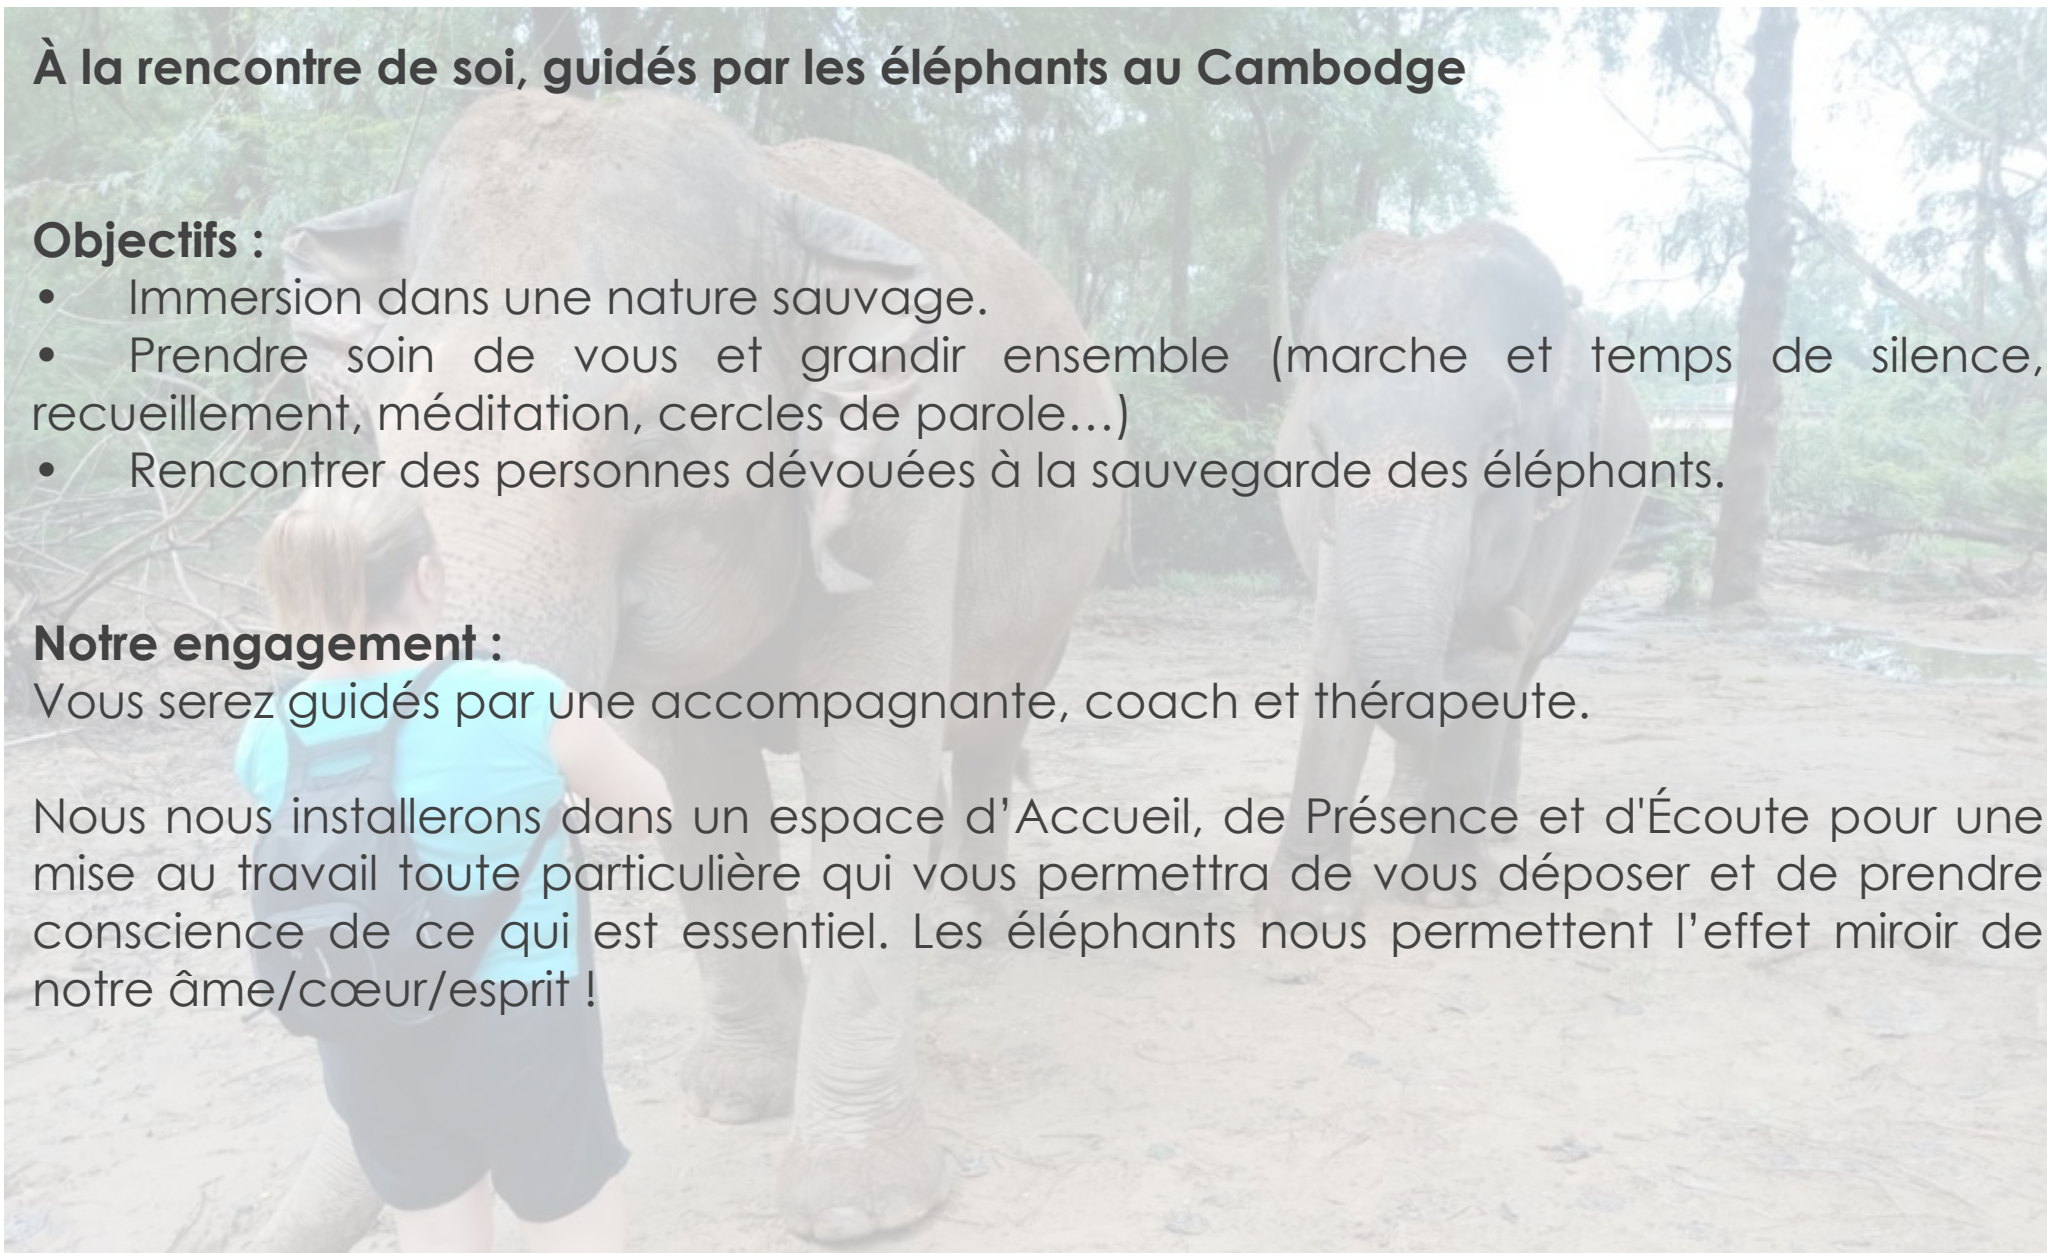 À la rencontre de soi, guidés par les éléphants au Cambodge
Objectifs :
• Immersion dans une nature sauvage.
• Prendre soin de vous et grandir ensemble (marche et temps de silence,
recueillement, méditation, cercles de parole…)
• Rencontrer des personnes dévouées à la sauvegarde des éléphants.
Notre engagement :
Vous serez guidés par une accompagnante, coach et thérapeute.
Nous nous installerons dans un espace d’Accueil, de Présence et d'Écoute pour une
mise au travail toute particulière qui vous permettra de vous déposer et de prendre
conscience de ce qui est essentiel. Les éléphants nous permettent l’effet miroir de
notre âme/cœur/esprit !